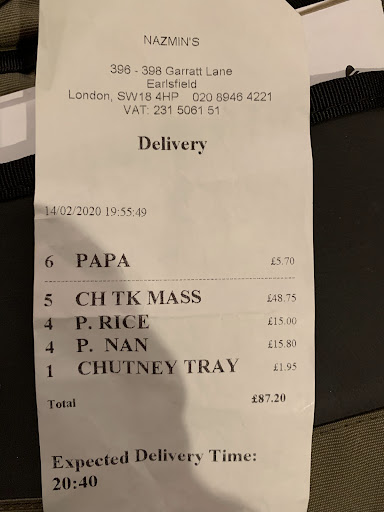 NAZMIN'S
396 - 398 Garratt Lane
Earlsfield
London, SW18 4HP 020 8946 4221
VAT: 231 5061 51
Delivery
14/02/2020 19:55:49
6 PAPA £5.70
5 CH TK MASS £48.75
4 P. RICE £15.00
4 P. NAN £15.80
1 CHUTNEY TRAY £1.95
Total £87.20
Expected Delivery Time:
20:40